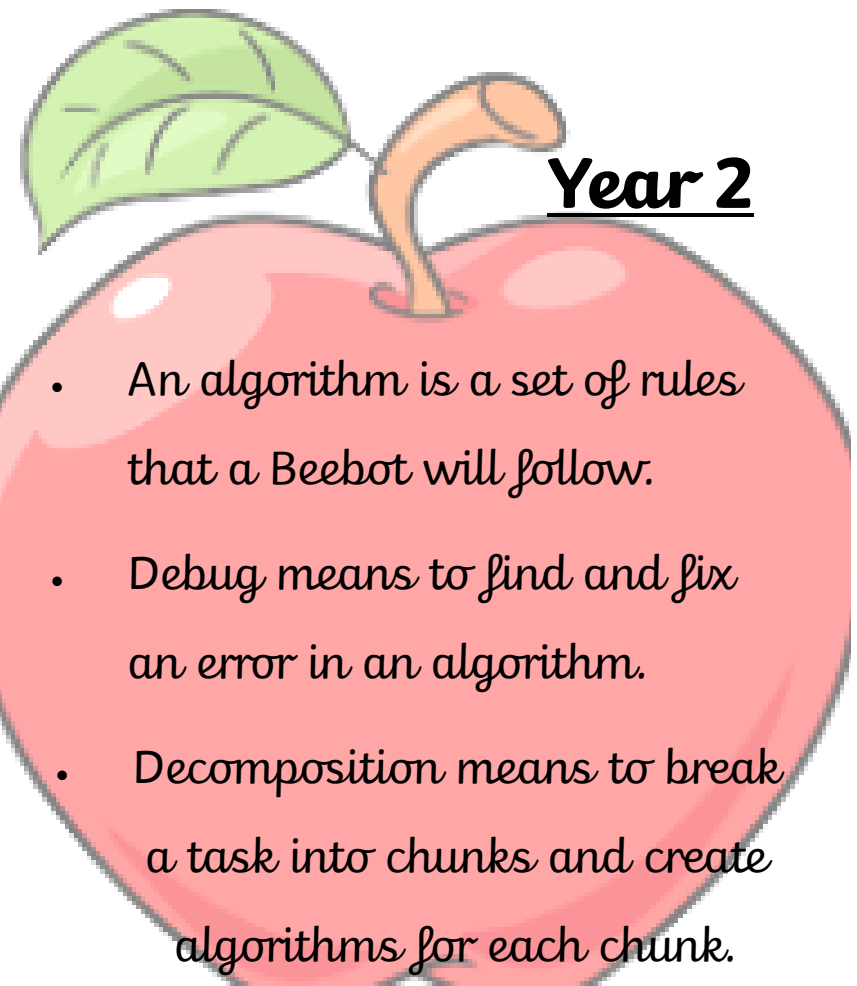 Year 2
• An algorithm is a set of rules
that a Beebot will follow.
• Debug means to find and fix
an error in an algorithm.
• Decomposition means to break
a task into chunks and create
algorithms for each chunk.